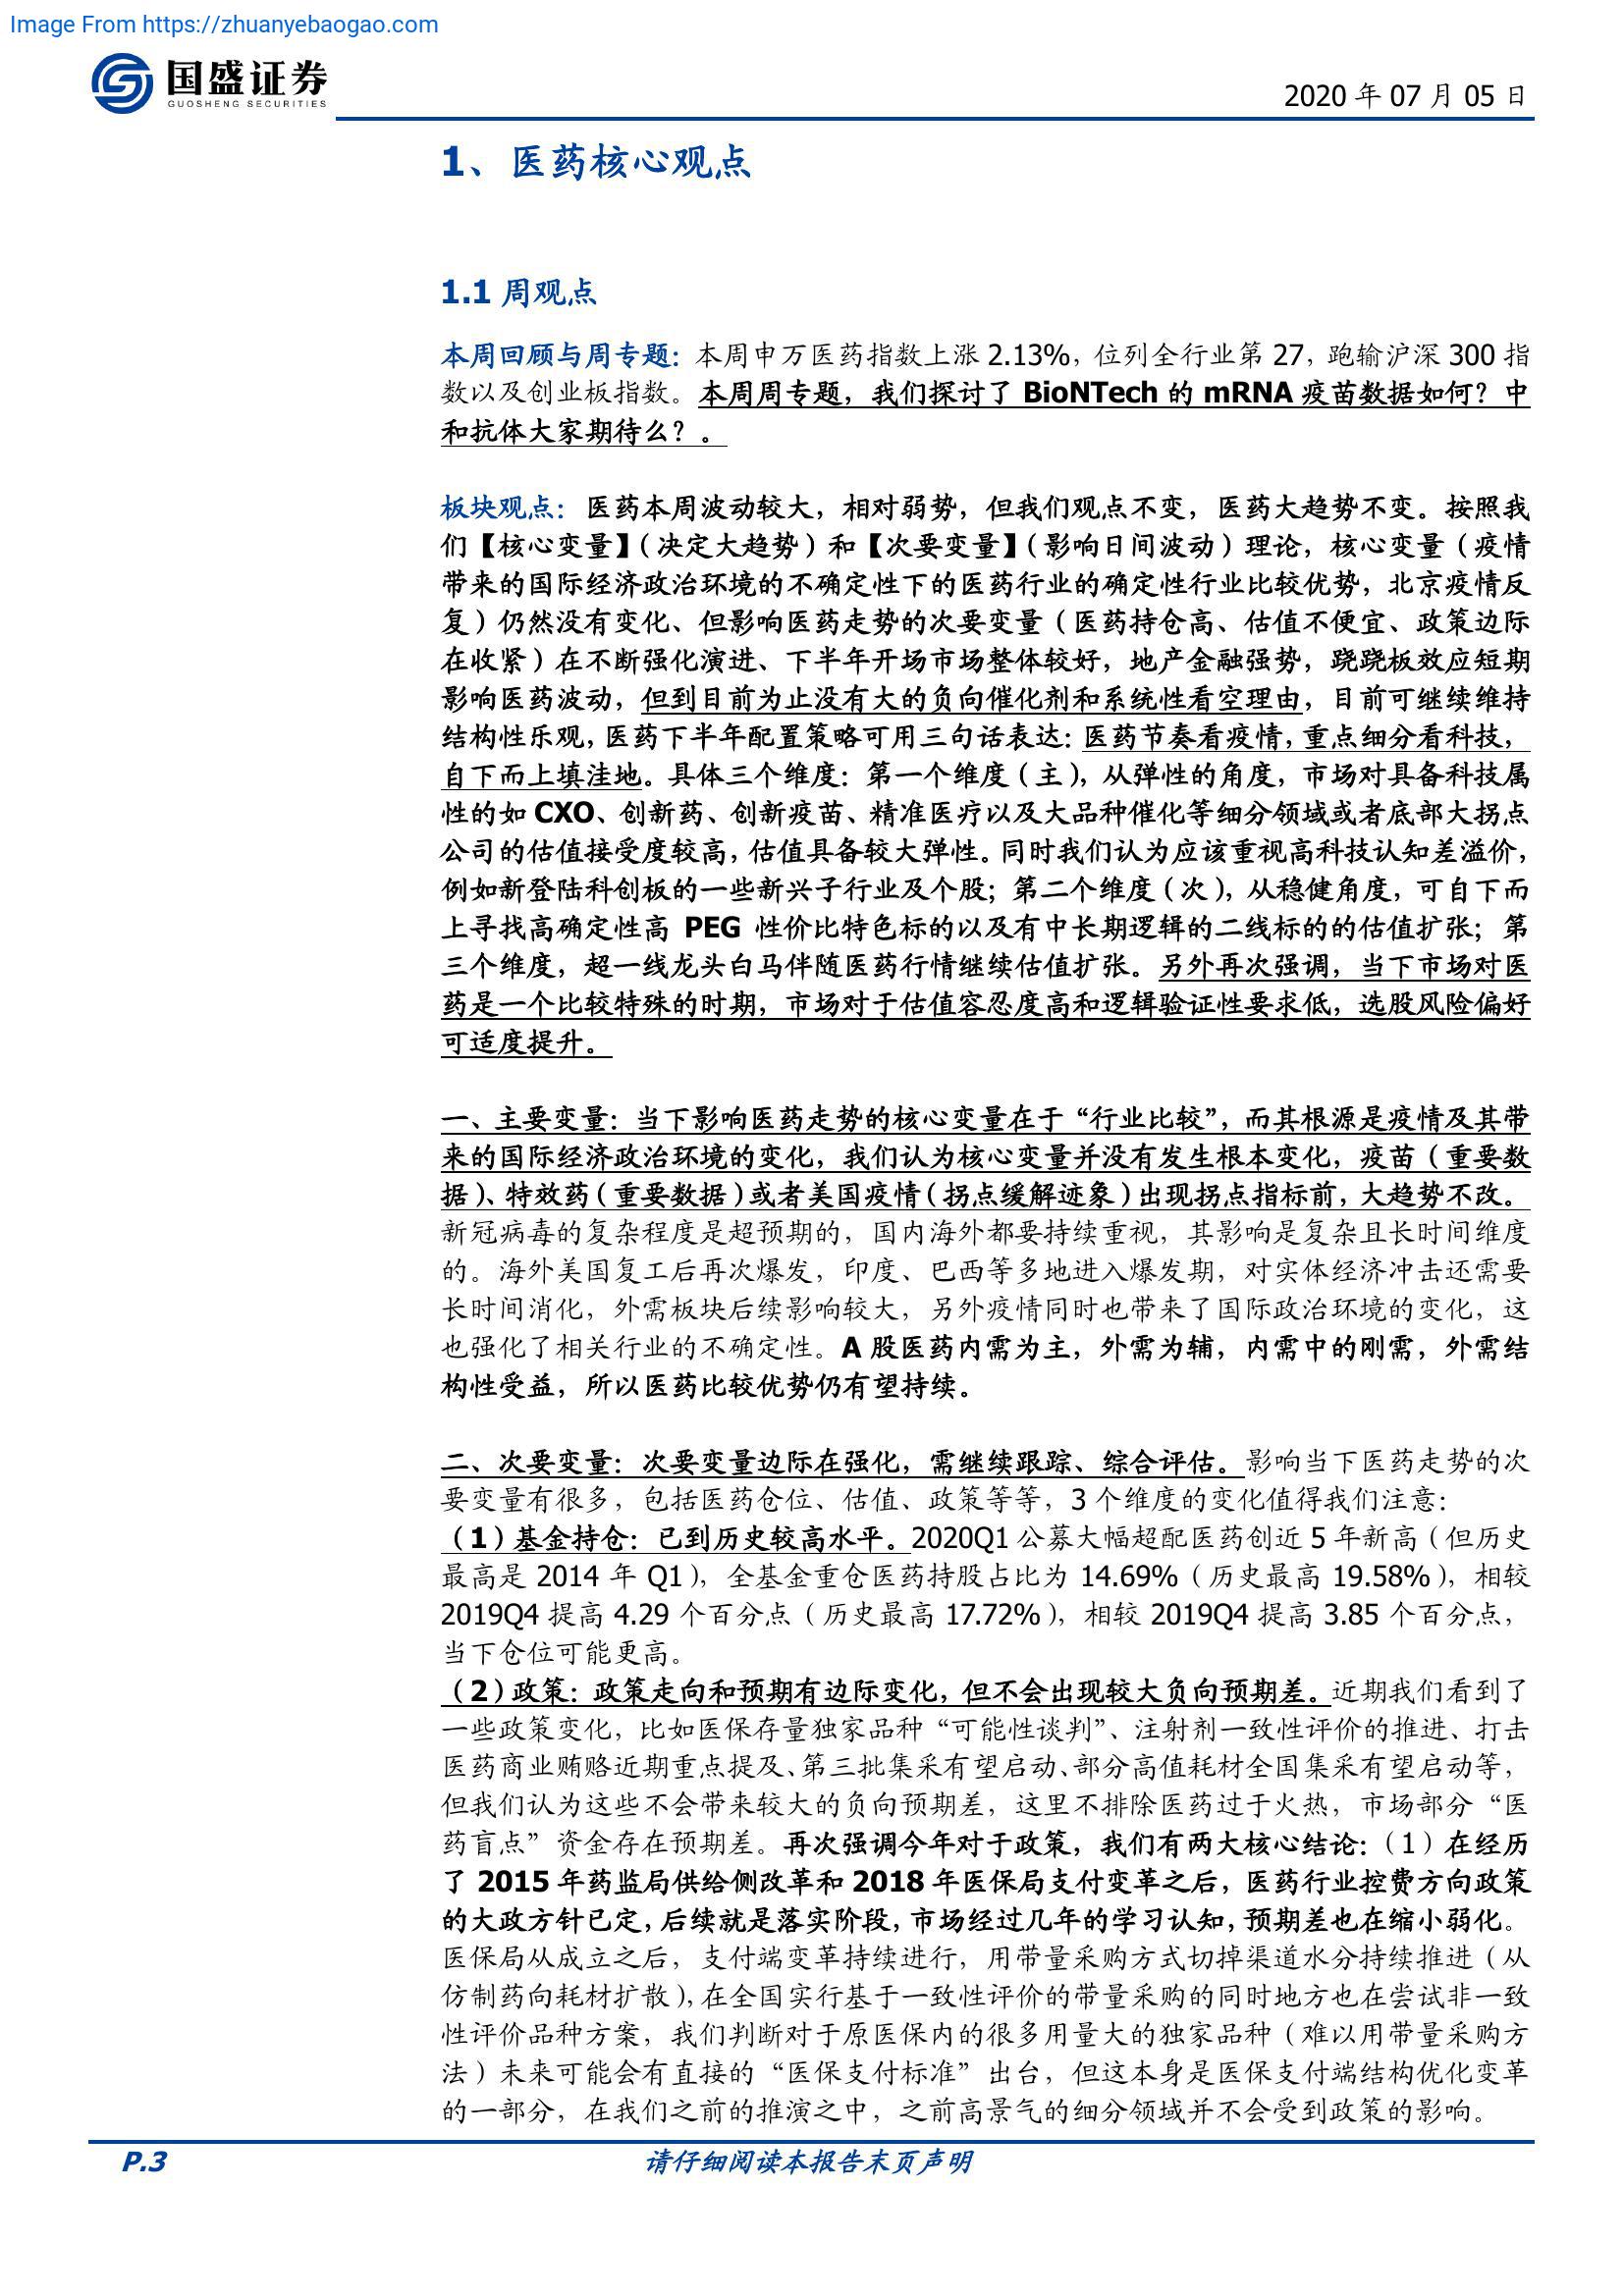 Image From https://zhuanyebaogao.com
国盛证券
GUOSHENG SECURITIES
2020 年 07 月 05 日
1、医药核心观点
1.1 周观点
本周回顾与周专题：本周申万医药指数上涨 2.13%，位列全行业第 27，跑输沪深 300 指
数以及创业板指数。本周周专题，我们探讨了 BioNTech 的 mRNA 疫苗数据如何？中
和抗体大家期待么？。
板块观点：医药本周波动较大，相对弱势，但我们观点不变，医药大趋势不变。按照我
们【核心变量】（决定大趋势）和【次要变量】（影响日间波动）理论，核心变量（疫情
带来的国际经济政治环境的不确定性下的医药行业的确定性行业比较优势，北京疫情反
复）仍然没有变化、但影响医药走势的次要变量（医药持仓高、估值不便宜、政策边际
在收紧）在不断强化演进、下半年开场市场整体较好，地产金融强势，跷跷板效应短期
影响医药波动，但到目前为止没有大的负向催化剂和系统性看空理由，目前可继续维持
结构性乐观，医药下半年配置策略可用三句话表达：医药节奏看疫情，重点细分看科技，
自下而上填洼地。具体三个维度：第一个维度（主），从弹性的角度，市场对具备科技属
性的如 CXO、创新药、创新疫苗、精准医疗以及大品种催化等细分领域或者底部大拐点
公司的估值接受度较高，估值具备较大弹性。同时我们认为应该重视高科技认知差溢价，
例如新登陆科创板的一些新兴子行业及个股；第二个维度（次），从稳健角度，可自下而
上寻找高确定性高 PEG 性价比特色标的以及有中长期逻辑的二线标的的估值扩张；第
三个维度，超一线龙头白马伴随医药行情继续估值扩张。另外再次强调，当下市场对医
药是一个比较特殊的时期，市场对于估值容忍度高和逻辑验证性要求低，选股风险偏好
可适度提升。
一、主要变量：当下影响医药走势的核心变量在于“行业比较”，而其根源是疫情及其带
来的国际经济政治环境的变化，我们认为核心变量并没有发生根本变化，疫苗（重要数
据）、特效药（重要数据）或者美国疫情（拐点缓解迹象）出现拐点指标前，大趋势不改。
新冠病毒的复杂程度是超预期的，国内海外都要持续重视，其影响是复杂且长时间维度
的。海外美国复工后再次爆发，印度、巴西等多地进入爆发期，对实体经济冲击还需要
长时间消化，外需板块后续影响较大，另外疫情同时也带来了国际政治环境的变化，这
也强化了相关行业的不确定性。A 股医药内需为主，外需为辅，内需中的刚需，外需结
构性受益，所以医药比较优势仍有望持续。
二、次要变量：次要变量边际在强化，需继续跟踪、综合评估。影响当下医药走势的次
要变量有很多，包括医药仓位、估值、政策等等，3 个维度的变化值得我们注意：
（1）基金持仓：已到历史较高水平。2020Q1 公募大幅超配医药创近 5 年新高（但历史
最高是 2014 年 Q1），全基金重仓医药持股占比为 14.69%（历史最高 19.58%），相较
2019Q4 提高 4.29 个百分点（历史最高 17.72%），相较 2019Q4 提高 3.85 个百分点，
当下仓位可能更高。
（2）政策：政策走向和预期有边际变化，但不会出现较大负向预期差。近期我们看到了
一些政策变化，比如医保存量独家品种“可能性谈判”、注射剂一致性评价的推进、打击
医药商业贿赂近期重点提及、第三批集采有望启动、部分高值耗材全国集采有望启动等，
但我们认为这些不会带来较大的负向预期差，这里不排除医药过于火热，市场部分“医
药盲点”资金存在预期差。再次强调今年对于政策，我们有两大核心结论：（1）在经历
了 2015 年药监局供给侧改革和 2018 年医保局支付变革之后，医药行业控费方向政策
的大政方针已定，后续就是落实阶段，市场经过几年的学习认知，预期差也在缩小弱化。
医保局从成立之后，支付端变革持续进行，用带量采购方式切掉渠道水分持续推进（从
仿制药向耗材扩散），在全国实行基于一致性评价的带量采购的同时地方也在尝试非一致
性评价品种方案，我们判断对于原医保内的很多用量大的独家品种（难以用带量采购方
法）未来可能会有直接的“医保支付标准”出台，但这本身是医保支付端结构优化变革
的一部分，在我们之前的推演之中，之前高景气的细分领域并不会受到政策的影响。
P.3
请仔细阅读本报告末页声明